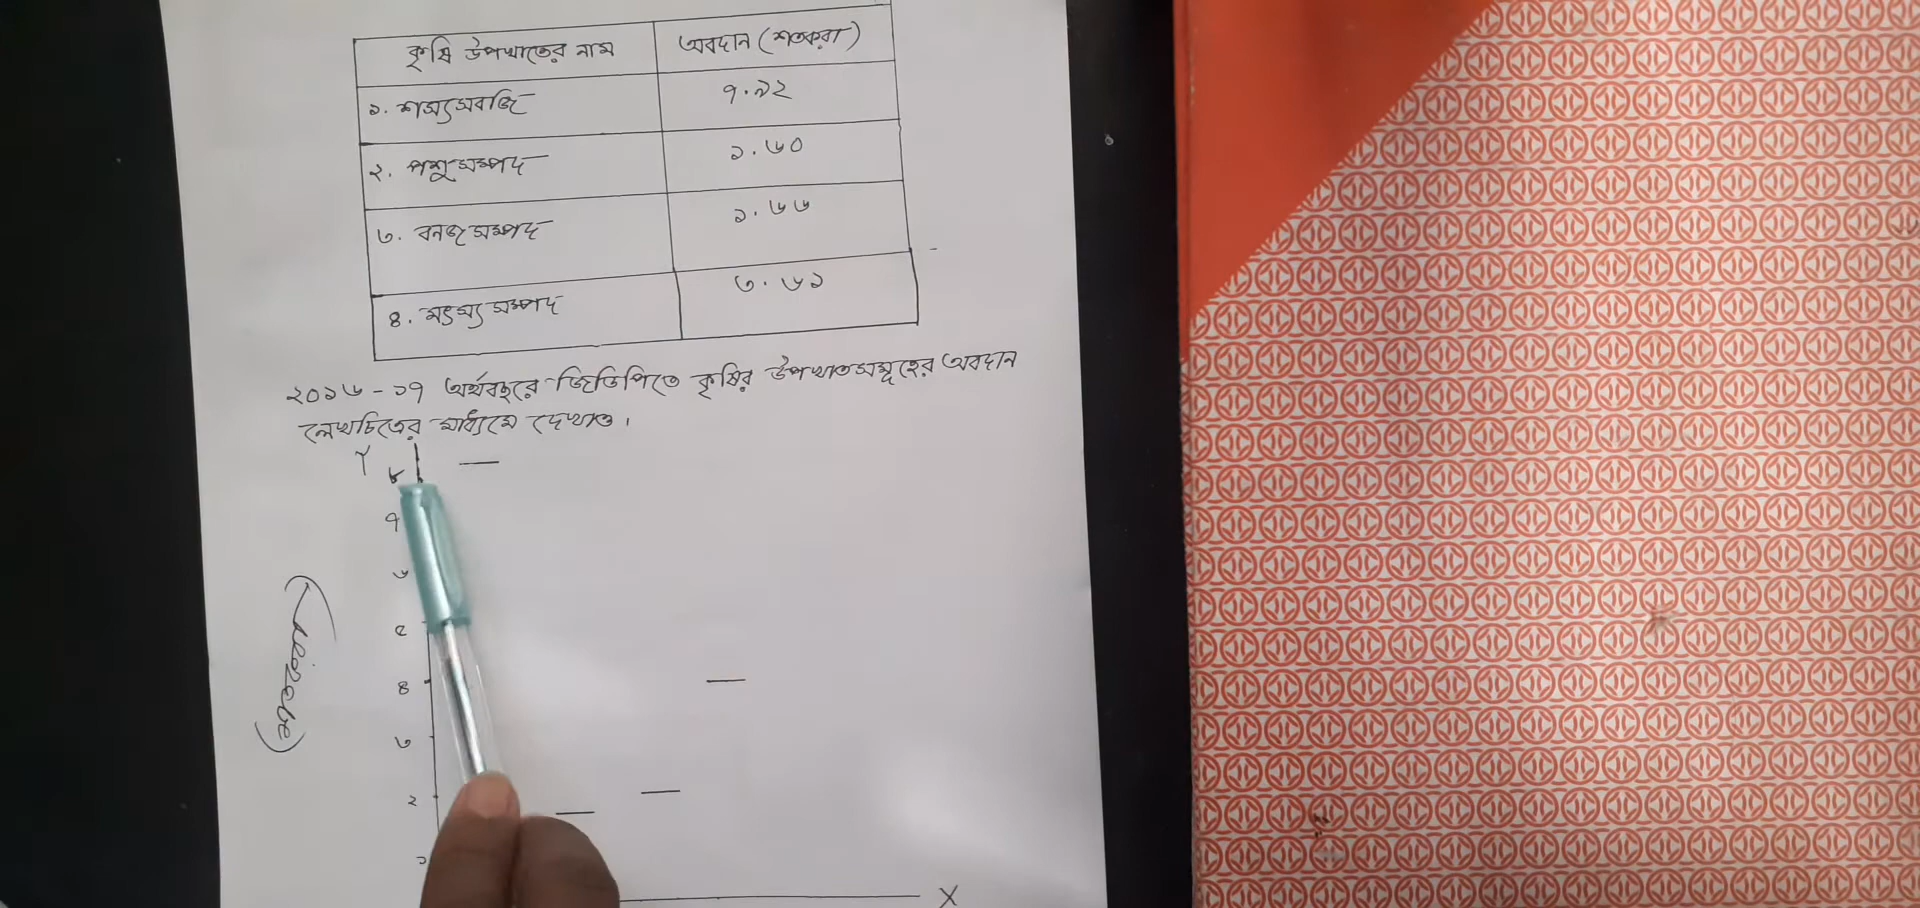 কৃষি উপখাতের নাম অবদান (শতকরা)
১. শস্যসবজি ৭.৯২
২. পশুসম্পদ ১.৬০
৩. বনজ সম্পদ ১.৬৬
৪. মৎস্য সম্পদ ৩.৬১
২০১৬ - ১৭ অর্থবছরে জিডিপিতে কৃষির উপখাতসমূহের অবদান
লেখচিত্রের মাধ্যমে দেখাও।
Y
৮
৭
৬
৫
৪
৩
২
১
X